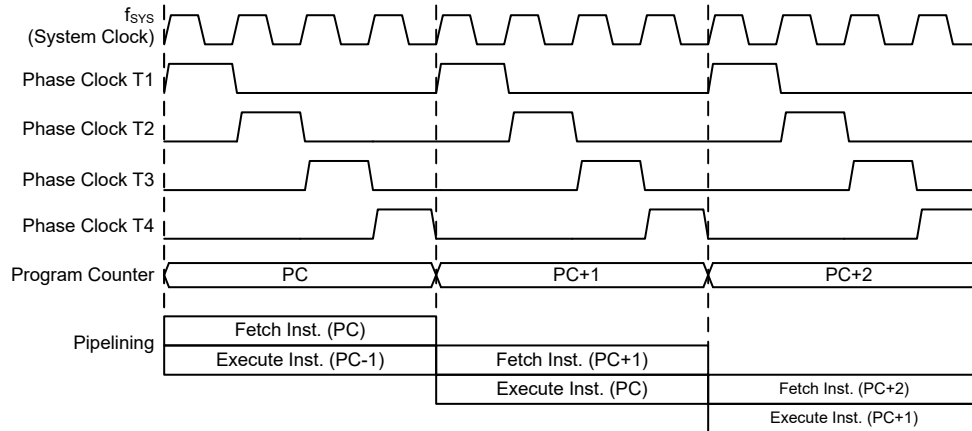 fSYS
(System Clock)
Phase Clock T1
Phase Clock T2
Phase Clock T3
Phase Clock T4
Program Counter PC PC+1 PC+2
Pipelining
Fetch Inst. (PC)
Execute Inst. (PC-1) Fetch Inst. (PC+1)
Execute Inst. (PC) Fetch Inst. (PC+2)
Execute Inst. (PC+1)